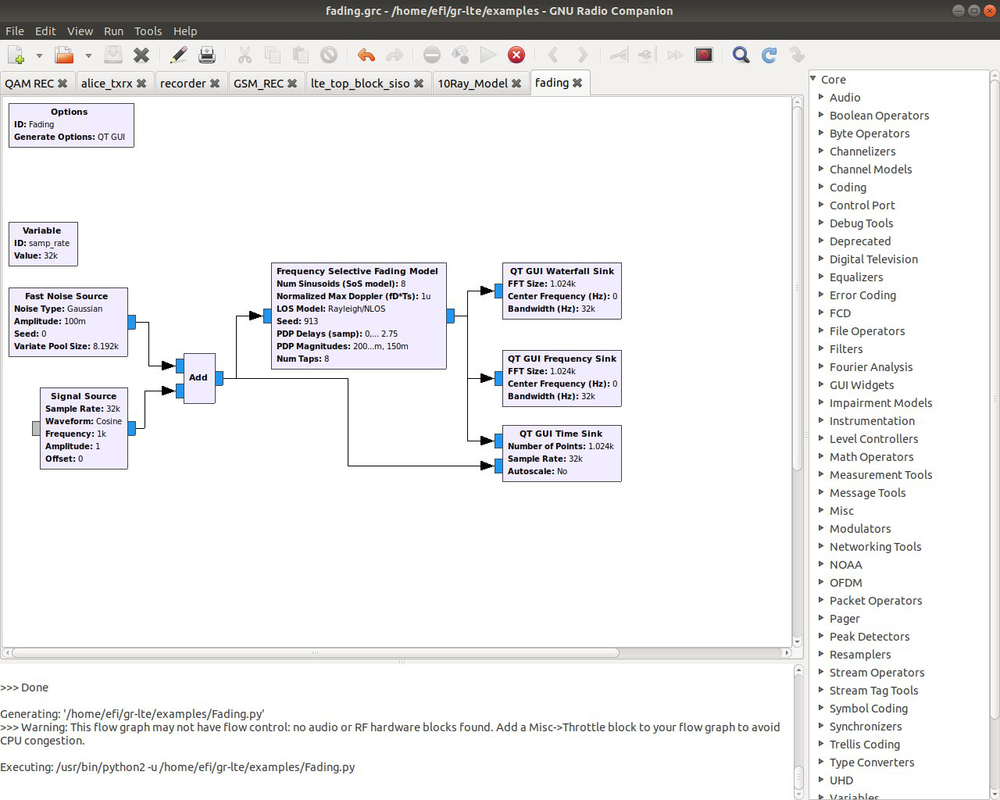 fading.grc - /home/efi/gr-lte/examples - GNU Radio Companion
File Edit View Run Tools Help
QAM REC alice_txrx recorder GSM_REC lte_top_block_siso 10Ray_Model fading
Options
ID: Fading
Generate Options: QT GUI
Variable
ID: samp_rate
Value: 32k
Fast Noise Source
Noise Type: Gaussian
Amplitude: 100m
Seed: 0
Variate Pool Size: 8.192k
Signal Source
Sample Rate: 32k
Waveform: Cosine
Frequency: 1k
Amplitude: 1
Offset: 0
Add
Frequency Selective Fading Model
Num Sinusoids (SoS model): 8
Normalized Max Doppler (fD*Ts): 1u
LOS Model: Rayleigh/NLOS
Seed: 913
PDP Delays (samp): 0,... 2.75
PDP Magnitudes: 200...m, 150m
Num Taps: 8
QT GUI Waterfall Sink
FFT Size: 1.024k
Center Frequency (Hz): 0
Bandwidth (Hz): 32k
QT GUI Frequency Sink
FFT Size: 1.024k
Center Frequency (Hz): 0
Bandwidth (Hz): 32k
QT GUI Time Sink
Number of Points: 1.024k
Sample Rate: 32k
Autoscale: No
>>> Done
Generating: '/home/efi/gr-lte/examples/Fading.py'
>>> Warning: This flow graph may not have flow control: no audio or RF hardware blocks found. Add a Misc->Throttle block to your flow graph to avoid
CPU congestion.
Executing: /usr/bin/python2 -u /home/efi/gr-lte/examples/Fading.py
Core
Audio
Boolean Operators
Byte Operators
Channelizers
Channel Models
Coding
Control Port
Debug Tools
Deprecated
Digital Television
Equalizers
Error Coding
FCD
File Operators
Filters
Fourier Analysis
GUI Widgets
Impairment Models
Instrumentation
Level Controllers
Math Operators
Measurement Tools
Message Tools
Misc
Modulators
Networking Tools
NOAA
OFDM
Packet Operators
Pager
Peak Detectors
Resamplers
Stream Operators
Stream Tag Tools
Symbol Coding
Synchronizers
Trellis Coding
Type Converters
UHD
Variables